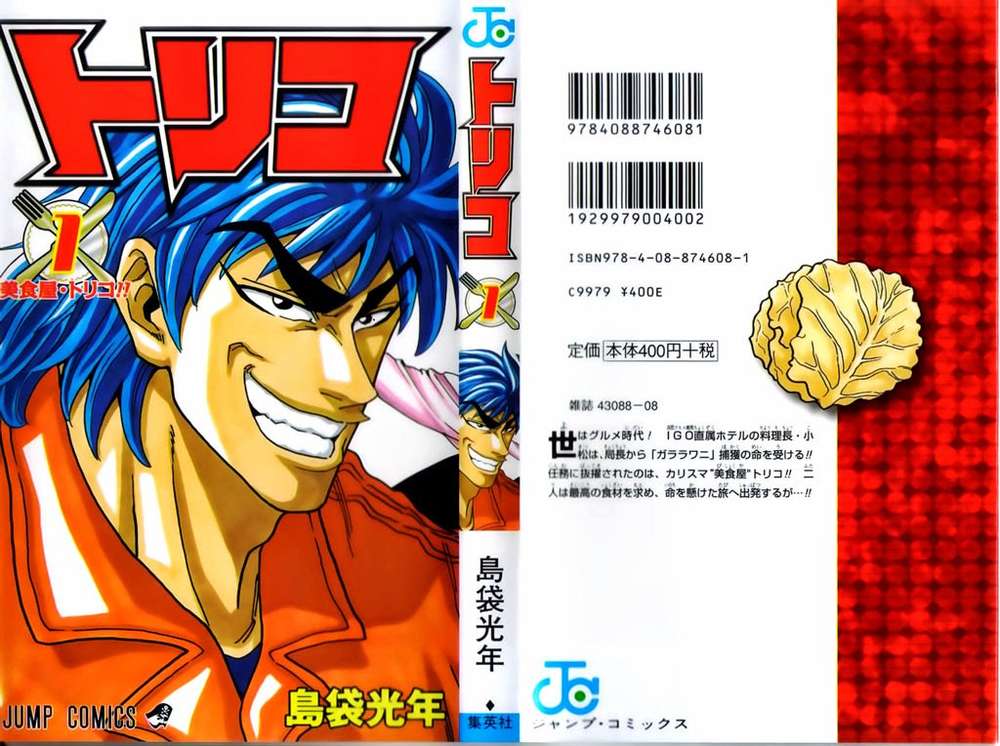 トリコ
1
美食屋・トリコ!!
島袋光年
JUMP COMICS
JC
トリコ
1
島袋光年
集英社
9784088746081
1929979004002
ISBN978-4-08-874608-1
C9979 ¥400E
定価 本体400円+税
雑誌 43088-08
世はグルメ時代! IGO直属ホテルの料理長・小
松は、局長から「ガララワニ」捕獲の命を受ける!!
任務に抜擢されたのは、カリスマ"美食屋"トリコ!! 二
人は最高の食材を求め、命を懸けた旅へ出発するが…!!
JC
ジャンプ・コミックス